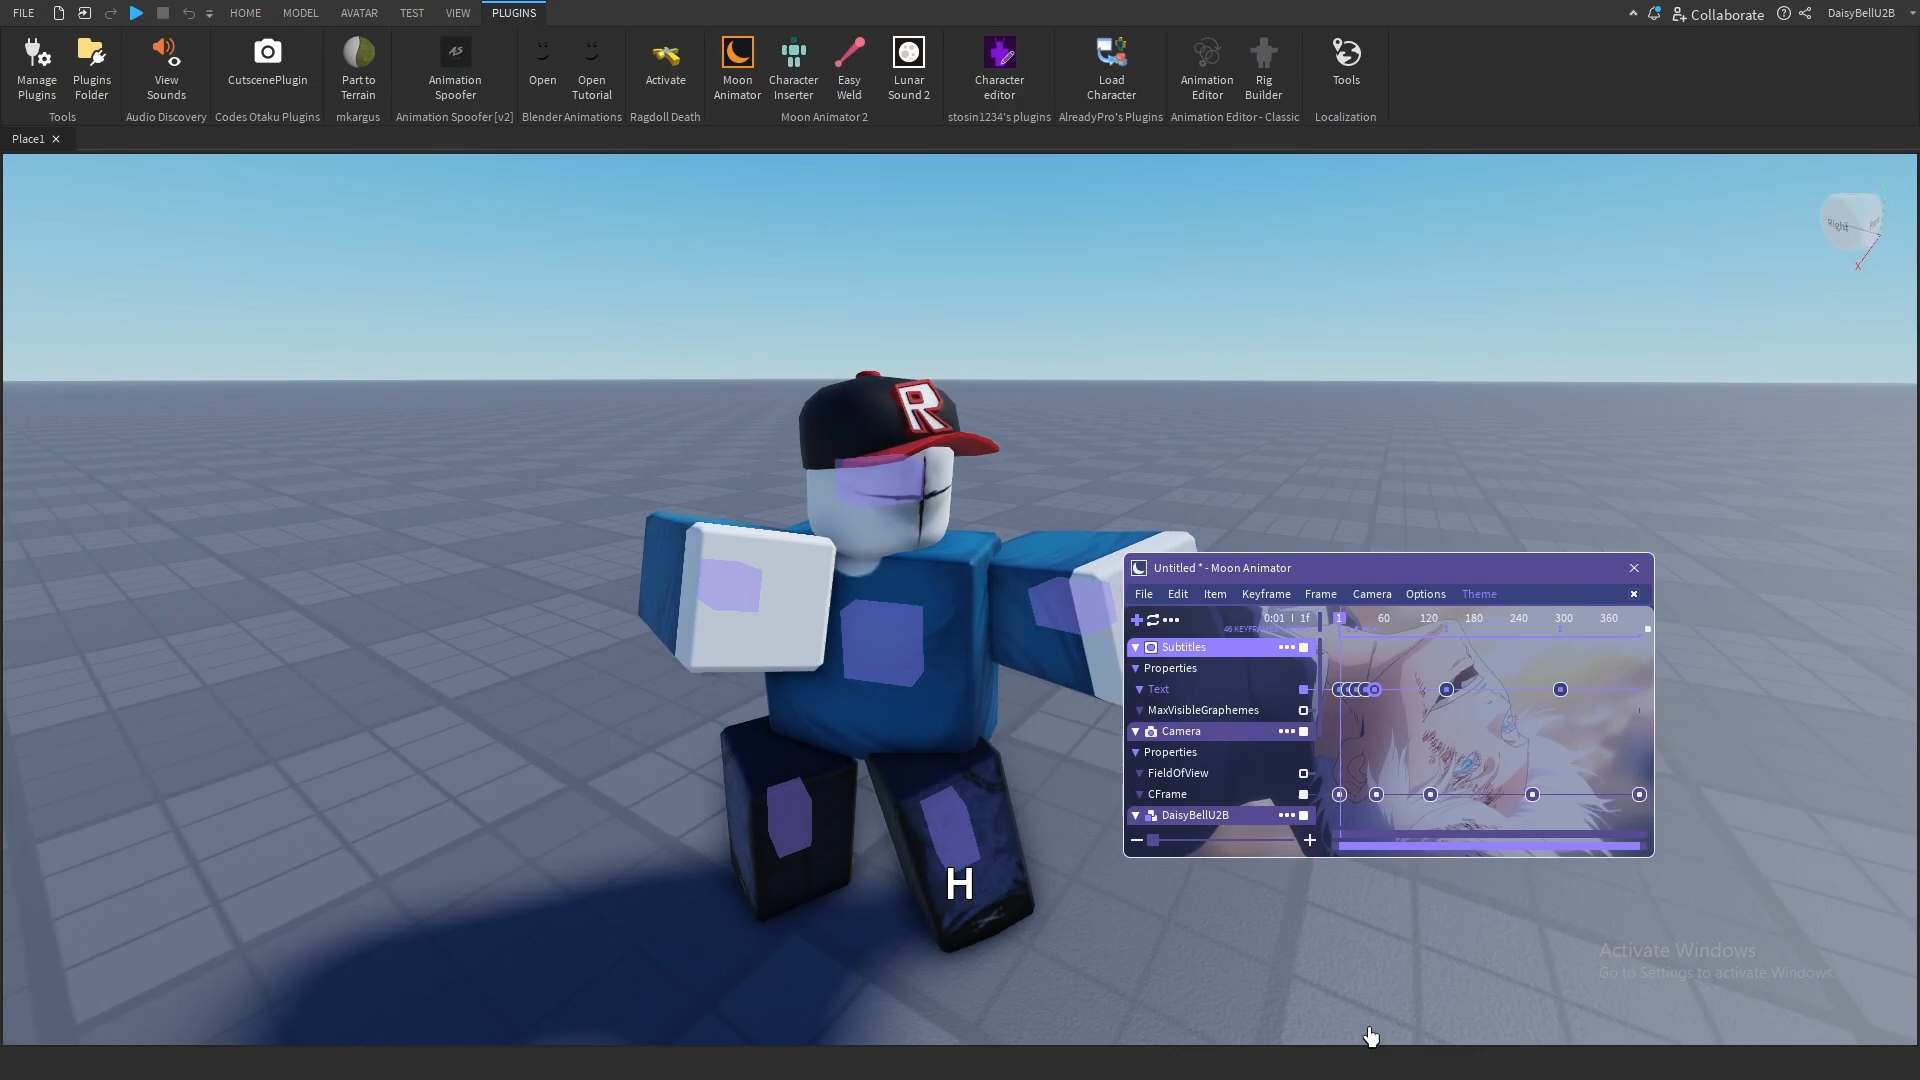 FILE HOME MODEL AVATAR TEST VIEW PLUGINS Collaborate DaisyBellU2B
Manage Plugins
Plugins Folder
View Sounds
CutscenePlugin
Part to Terrain
Animation Spoofer
Open
Open Tutorial
Activate
Moon Animator
Character Inserter
Easy Weld
Lunar Sound 2
Character editor
Load Character
Animation Editor
Rig Builder
Tools
Tools Audio Discovery Codes Otaku Plugins mkargus Animation Spoofer [v2] Blender Animations Ragdoll Death Moon Animator 2 stosin1234's plugins AlreadyPro's Plugins Animation Editor - Classic Localization
Place1
Right
X
R
Untitled * - Moon Animator
File Edit Item Keyframe Frame Camera Options Theme
0:01 | 1f 1 60 120 180 240 300 360
Subtitles
Properties
Text
MaxVisibleGraphemes
Camera
Properties
FieldOfView
CFrame
DaisyBellU2B
H
Activate Windows
Go to Settings to activate Windows.